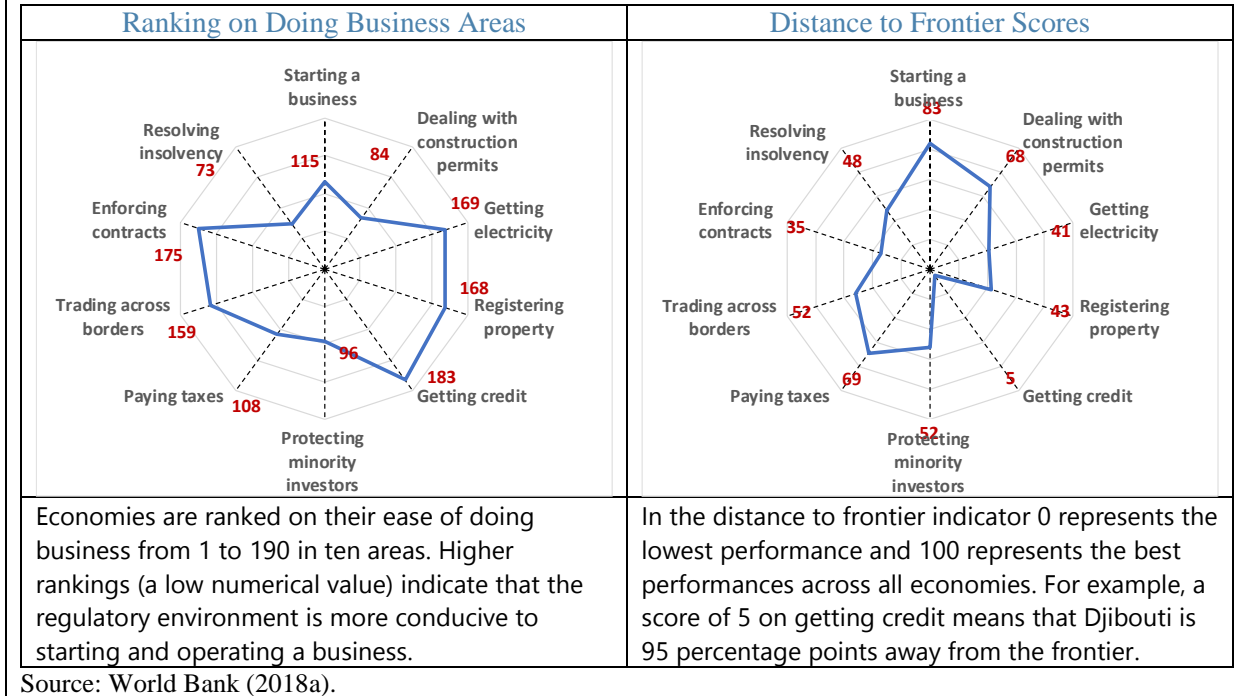 Ranking on Doing Business Areas
Starting a
business
Dealing with
construction
permits
Getting
electricity
Registering
property
Getting credit
Protecting
minority
investors
Paying taxes
Trading across
borders
Enforcing
contracts
Resolving
insolvency
115
84
169
168
183
96
108
159
175
73
Economies are ranked on their ease of doing
business from 1 to 190 in ten areas. Higher
rankings (a low numerical value) indicate that the
regulatory environment is more conducive to
starting and operating a business.
Distance to Frontier Scores
Starting a
business
Dealing with
construction
permits
Getting
electricity
Registering
property
Getting credit
Protecting
minority
investors
Paying taxes
Trading across
borders
Enforcing
contracts
Resolving
insolvency
83
68
41
43
5
52
69
52
35
48
In the distance to frontier indicator 0 represents the
lowest performance and 100 represents the best
performances across all economies. For example, a
score of 5 on getting credit means that Djibouti is
95 percentage points away from the frontier.
Source: World Bank (2018a).